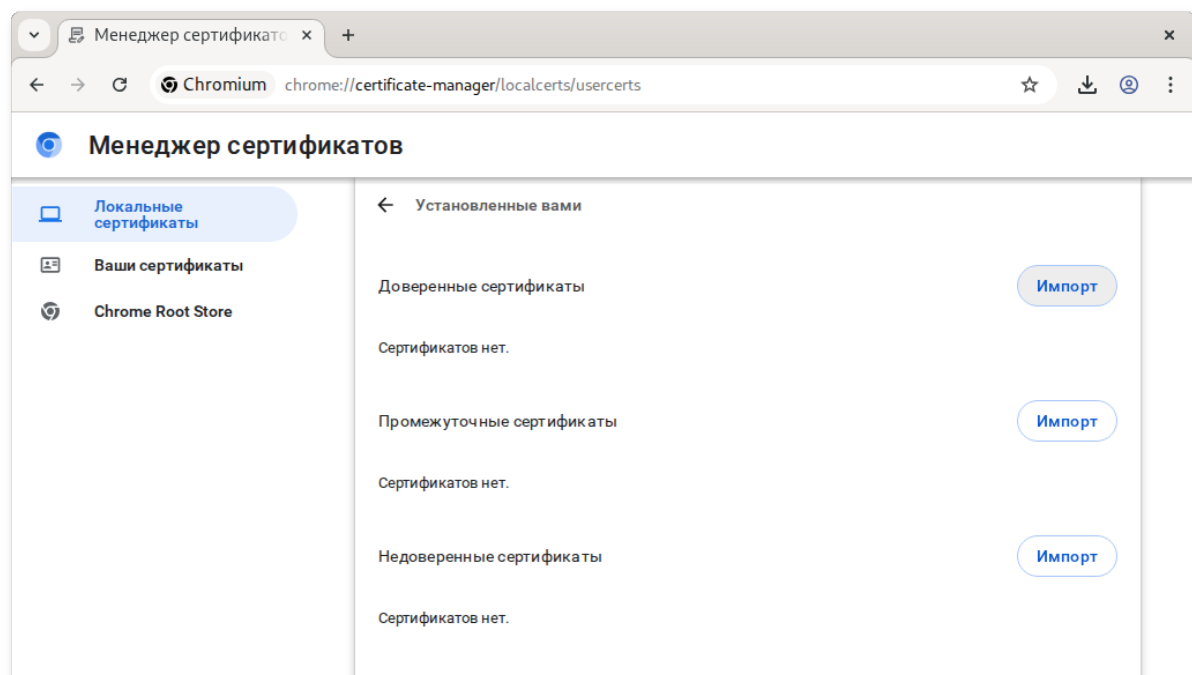 Менеджер сертификато
Chromium chrome://certificate-manager/localcerts/usercerts
Менеджер сертификатов
Локальные
сертификаты
Ваши сертификаты
Chrome Root Store
Установленные вами
Доверенные сертификаты Импорт
Сертификатов нет.
Промежуточные сертификаты Импорт
Сертификатов нет.
Недоверенные сертификаты Импорт
Сертификатов нет.